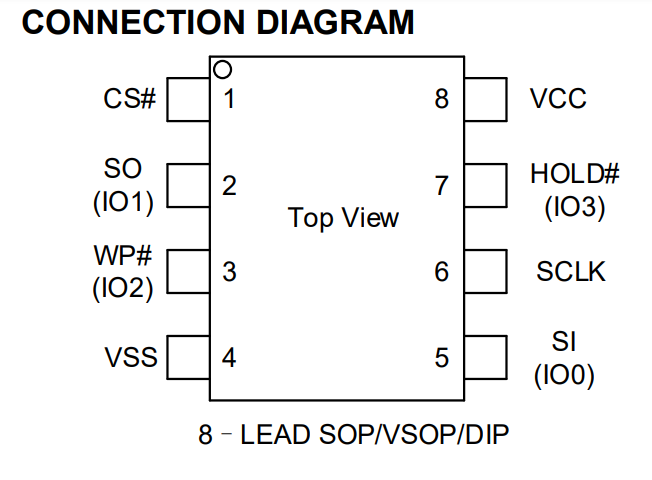 CONNECTION DIAGRAM
CS# 1 8 VCC
SO 2 7 HOLD#
(IO1) (IO3)
Top View
WP# 3 6 SCLK
(IO2)
VSS 4 5 SI
(IO0)
8 – LEAD SOP/VSOP/DIP